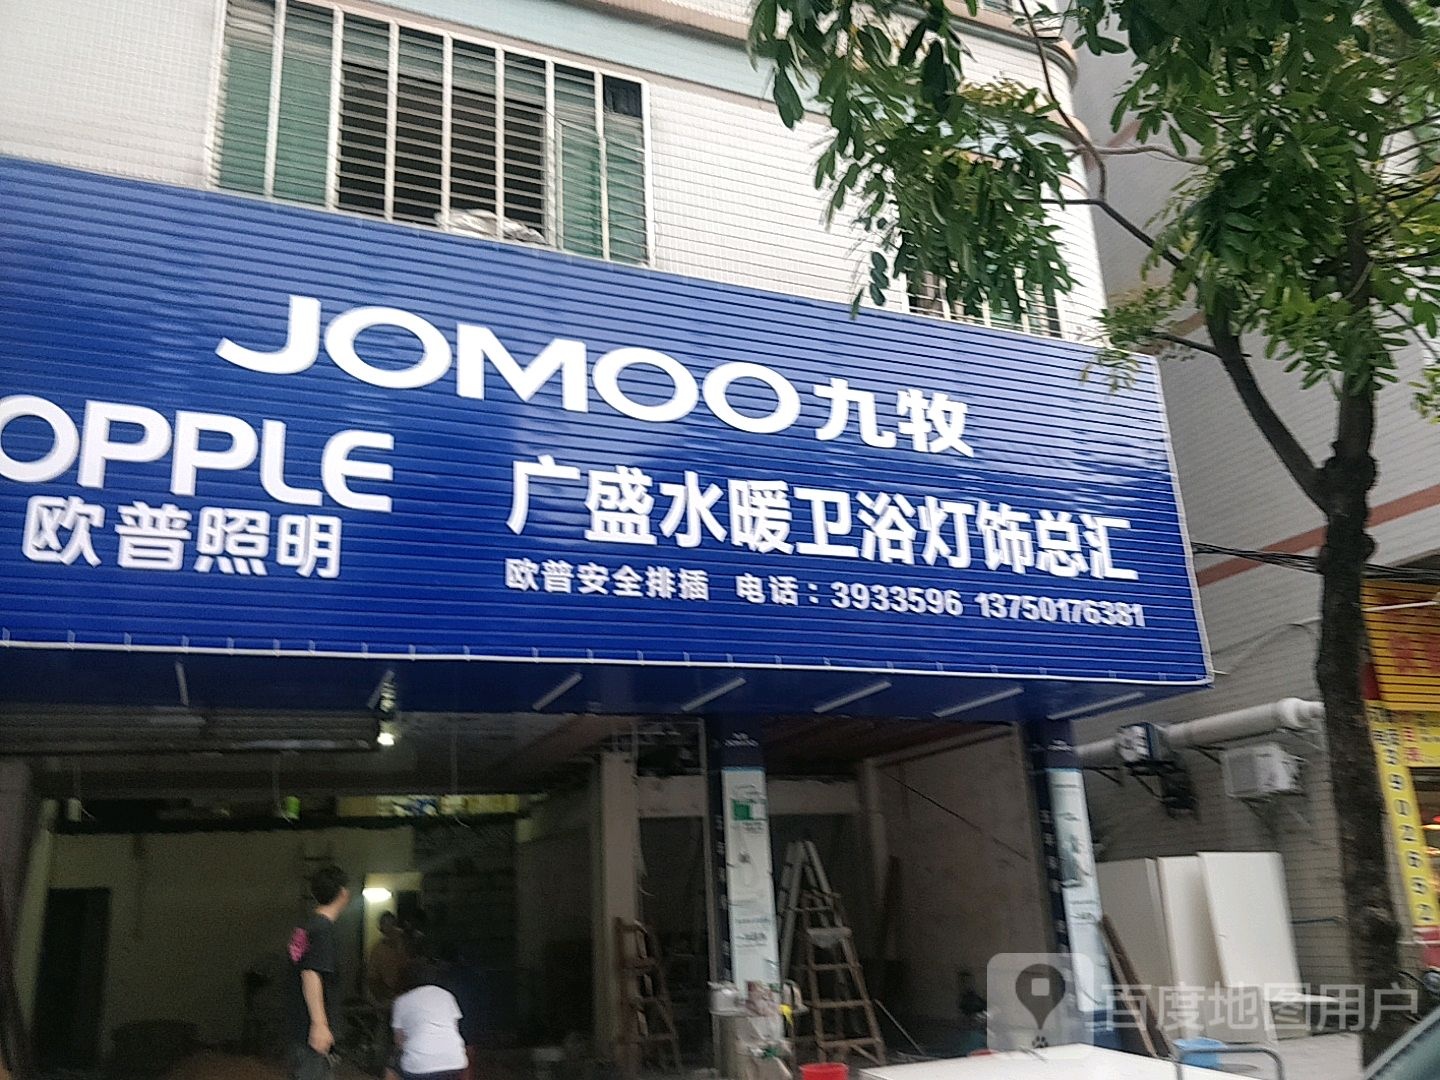 JOMOO九牧
OPPLE
欧普照明
广盛水暖卫浴灯饰总汇
欧普安全排插 电话：3933596 13750176381
3902652
百度地图用户